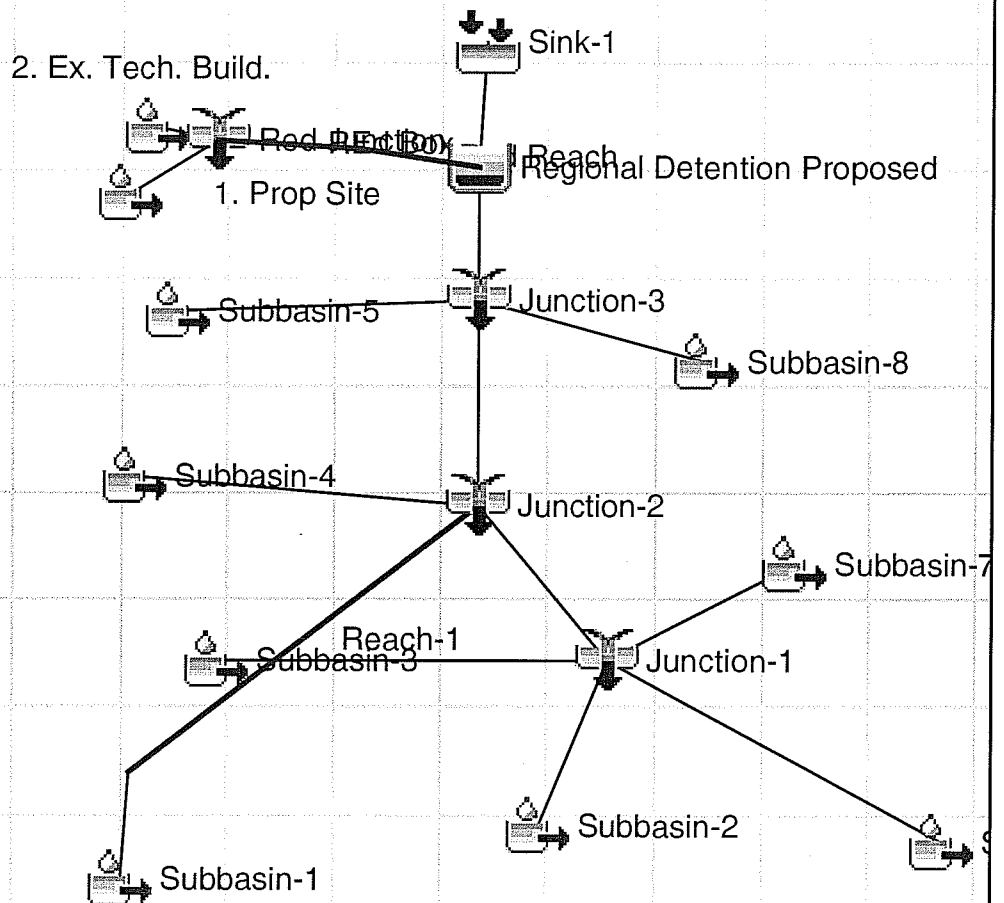 Sink-1
2. Ex. Tech. Build.
Reach
Regional Detention Proposed
1. Prop Site
Junction-3
Subbasin-5
Subbasin-8
Subbasin-4
Junction-2
Subbasin-7
Reach-1
Subbasin-3
Junction-1
Subbasin-2
S
Subbasin-1